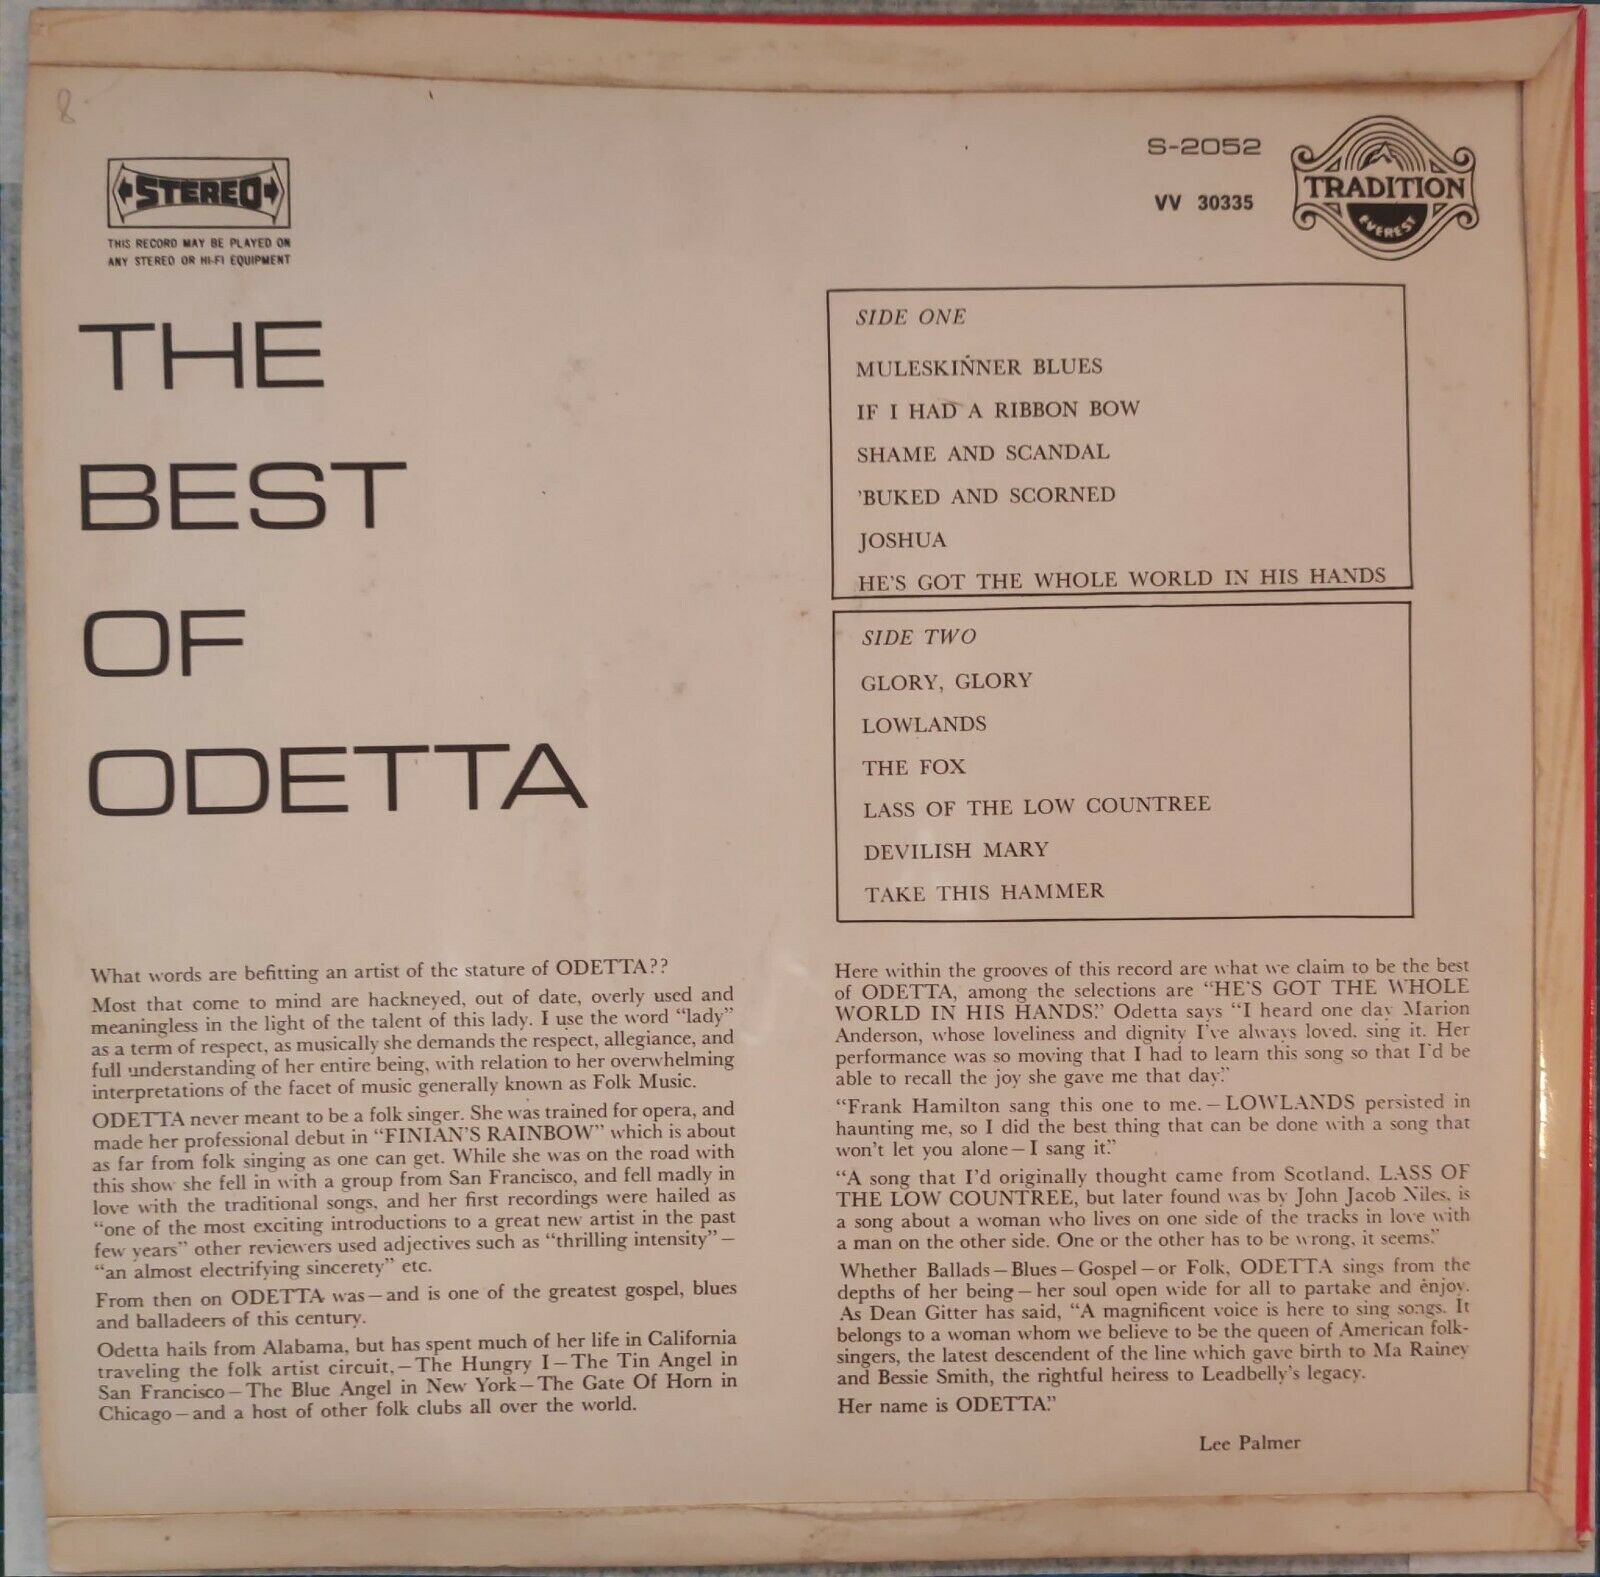 8
STEREO
THIS RECORD MAY BE PLAYED ON
ANY STEREO OR HI-FI EQUIPMENT
S-2052
VV 30335
TRADITION
EVEREST
THE
BEST
OF
ODETTA
SIDE ONE
MULESKINNER BLUES
IF I HAD A RIBBON BOW
SHAME AND SCANDAL
'BUKED AND SCORNED
JOSHUA
HE'S GOT THE WHOLE WORLD IN HIS HANDS
SIDE TWO
GLORY, GLORY
LOWLANDS
THE FOX
LASS OF THE LOW COUNTREE
DEVILISH MARY
TAKE THIS HAMMER
What words are befitting an artist of the stature of ODETTA??
Most that come to mind are hackneyed, out of date, overly used and
meaningless in the light of the talent of this lady. I use the word "lady"
as a term of respect, as musically she demands the respect, allegiance, and
full understanding of her entire being, with relation to her overwhelming
interpretations of the facet of music generally known as Folk Music.
ODETTA never meant to be a folk singer. She was trained for opera, and
made her professional debut in "FINIAN'S RAINBOW" which is about
as far from folk singing as one can get. While she was on the road with
this show she fell in with a group from San Francisco, and fell madly in
love with the traditional songs, and her first recordings were hailed as
"one of the most exciting introductions to a great new artist in the past
few years" other reviewers used adjectives such as "thrilling intensity" —
"an almost electrifying sincerety" etc.
From then on ODETTA was — and is one of the greatest gospel, blues
and balladeers of this century.
Odetta hails from Alabama, but has spent much of her life in California
traveling the folk artist circuit, — The Hungry I — The Tin Angel in
San Francisco — The Blue Angel in New York — The Gate Of Horn in
Chicago — and a host of other folk clubs all over the world.
Here within the grooves of this record are what we claim to be the best
of ODETTA, among the selections are "HE'S GOT THE WHOLE
WORLD IN HIS HANDS." Odetta says "I heard one day Marion
Anderson, whose loveliness and dignity I've always loved, sing it. Her
performance was so moving that I had to learn this song so that I'd be
able to recall the joy she gave me that day."
"Frank Hamilton sang this one to me. — LOWLANDS persisted in
haunting me, so I did the best thing that can be done with a song that
won't let you alone — I sang it."
"A song that I'd originally thought came from Scotland, LASS OF
THE LOW COUNTREE, but later found was by John Jacob Niles, is
a song about a woman who lives on one side of the tracks in love with
a man on the other side. One or the other has to be wrong, it seems."
Whether Ballads — Blues — Gospel — or Folk, ODETTA sings from the
depths of her being — her soul open wide for all to partake and enjoy.
As Dean Gitter has said, "A magnificent voice is here to sing songs. It
belongs to a woman whom we believe to be the queen of American folk-
singers, the latest descendent of the line which gave birth to Ma Rainey
and Bessie Smith, the rightful heiress to Leadbelly's legacy.
Her name is ODETTA."
Lee Palmer